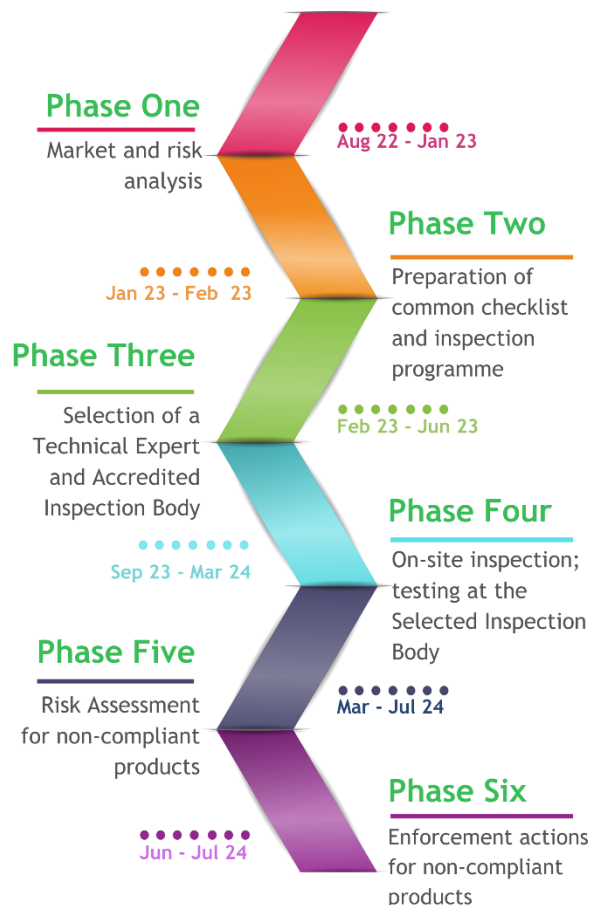 Phase One
Market and risk
analysis
Aug 22 - Jan 23
Phase Two
Preparation of
common checklist
and inspection
programme
Jan 23 - Feb 23
Phase Three
Selection of a
Technical Expert
and Accredited
Inspection Body
Feb 23 - Jun 23
Phase Four
On-site inspection;
testing at the
Selected Inspection
Body
Sep 23 - Mar 24
Phase Five
Risk Assessment
for non-compliant
products
Mar - Jul 24
Phase Six
Enforcement actions
for non-compliant
products
Jun - Jul 24